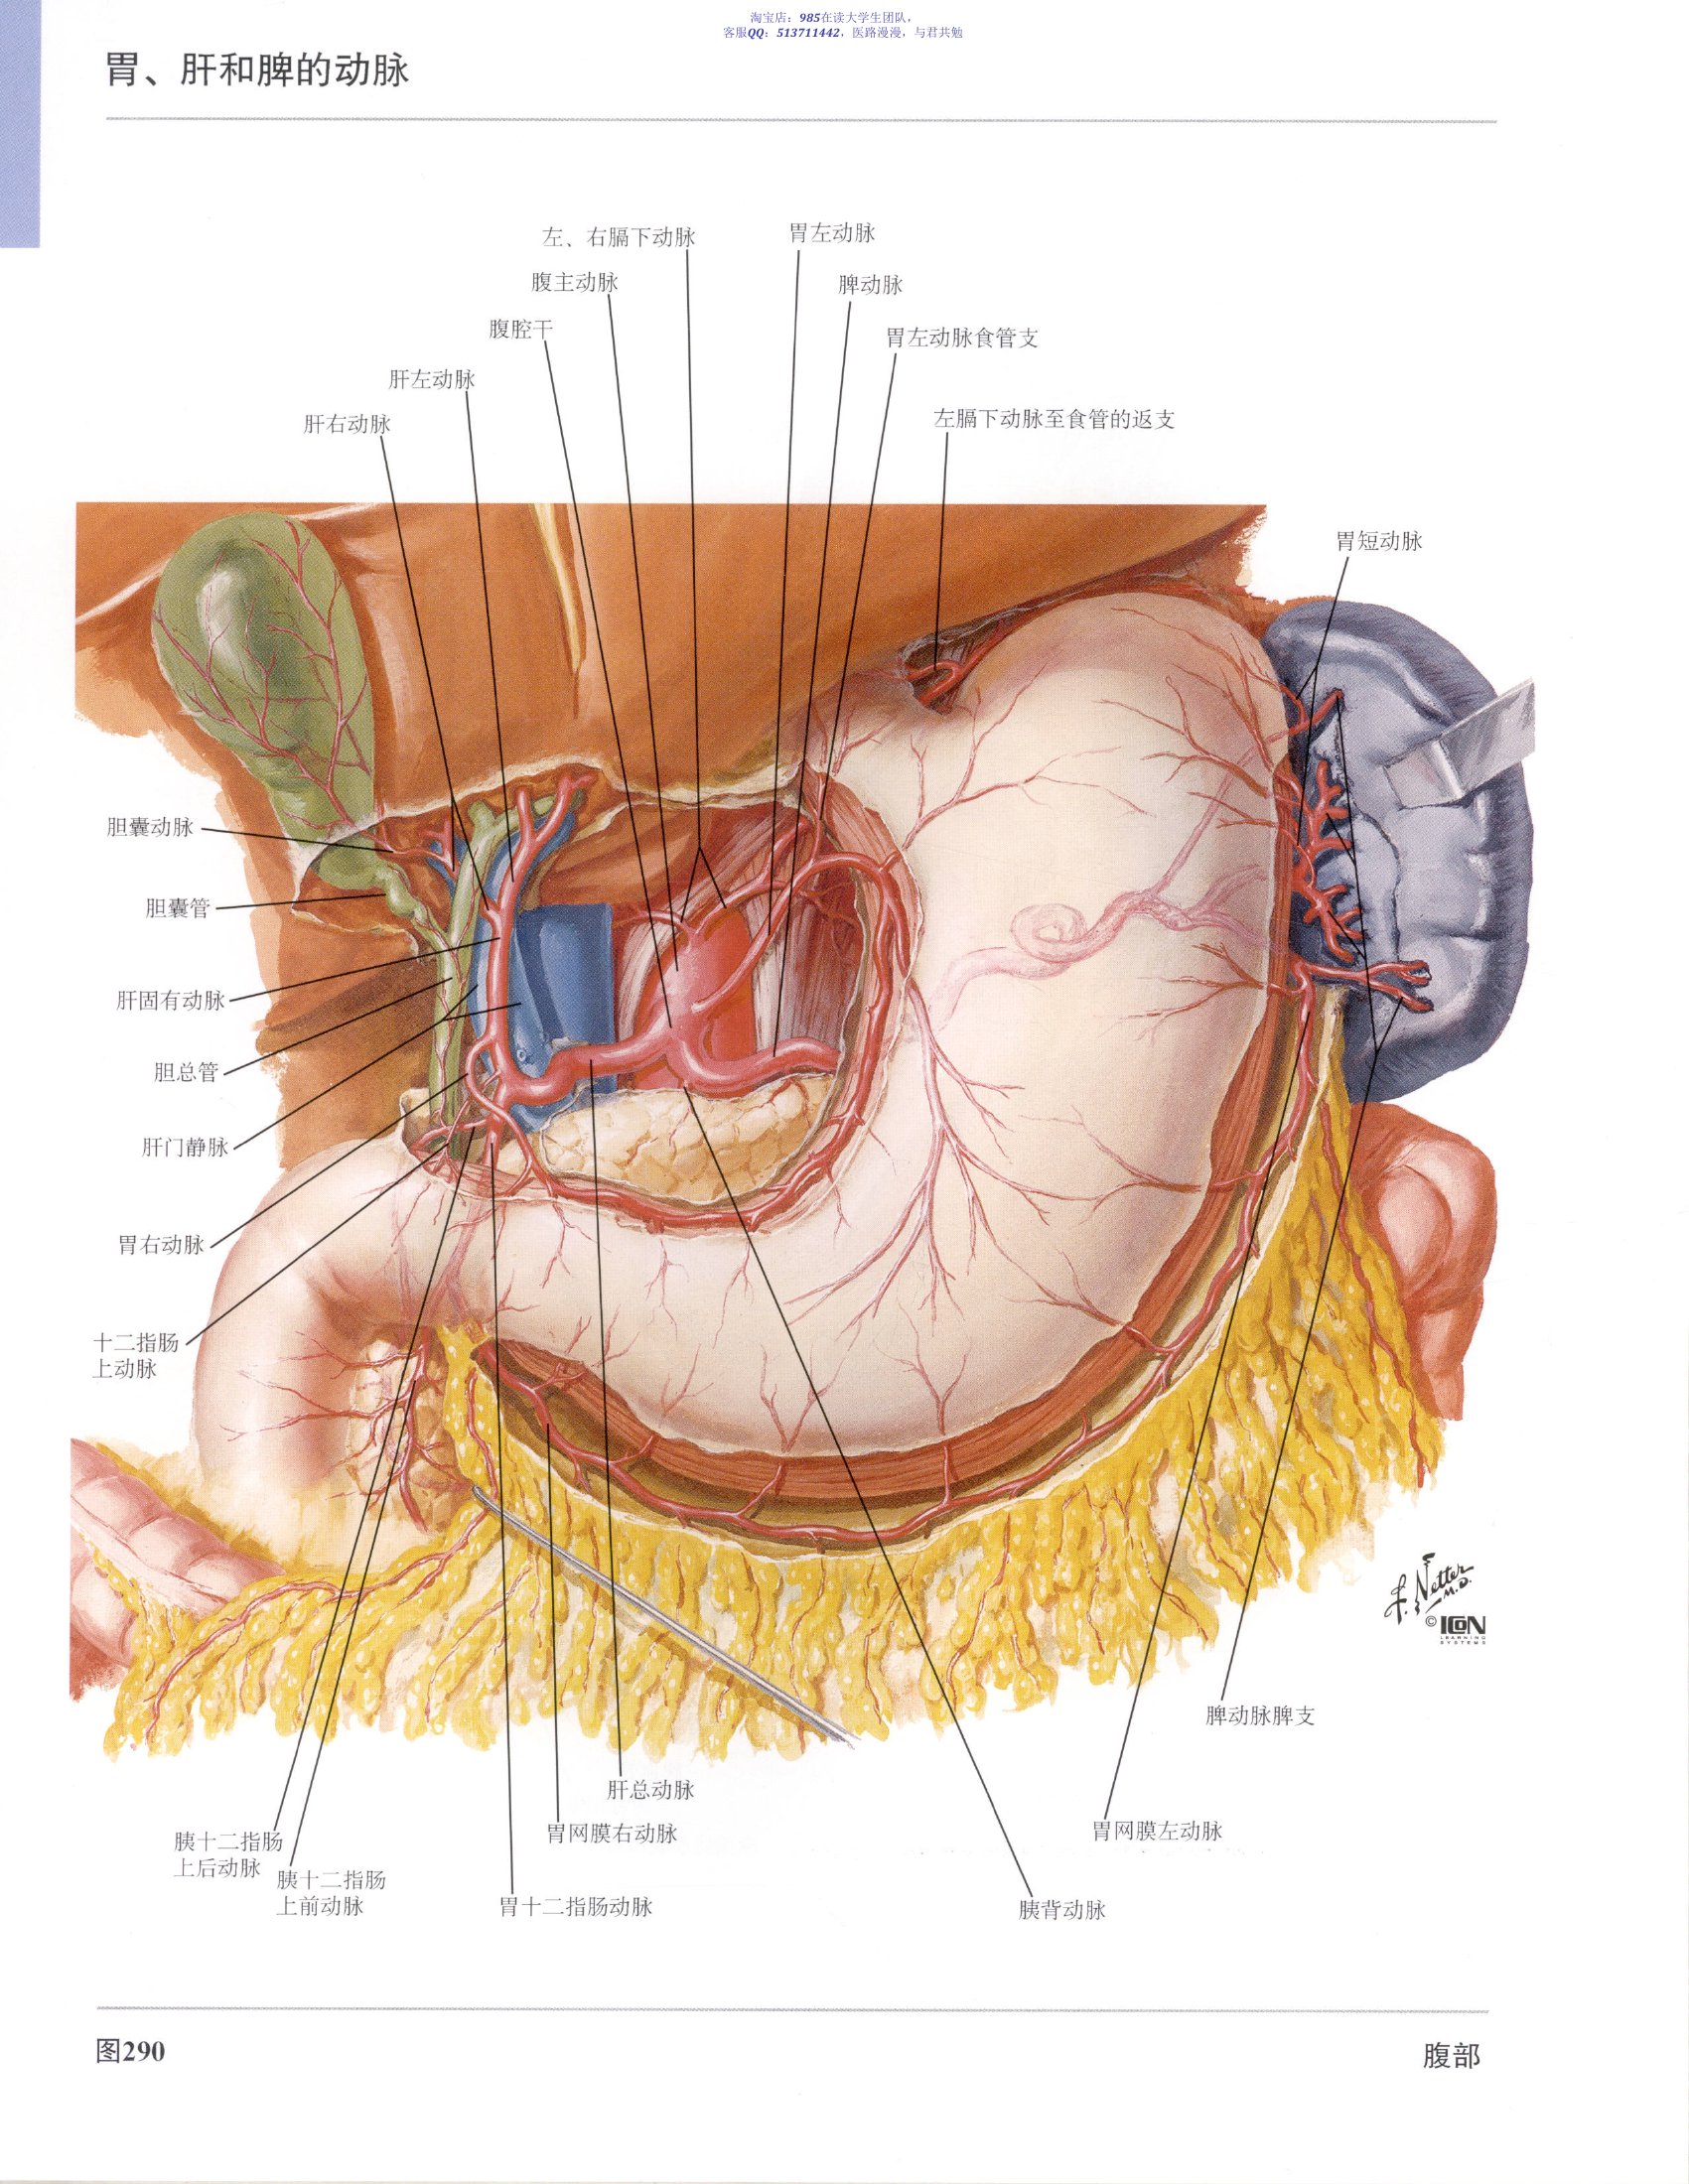 淘宝店：985在读大学生团队，
客服QQ：513711442，医路漫漫，与君共勉
胃、肝和脾的动脉
左、右膈下动脉
胃左动脉
腹主动脉
脾动脉
腹腔干
胃左动脉食管支
肝左动脉
左膈下动脉至食管的返支
肝右动脉
胃短动脉
胆囊动脉
胆囊管
肝固有动脉
胆总管
肝门静脉
胃右动脉
十二指肠
上动脉
F. Netter
M.D.
© ICON
LEARNING
SYSTEMS
脾动脉脾支
肝总动脉
胃网膜右动脉
胃网膜左动脉
胰十二指肠
上后动脉
胰十二指肠
上前动脉
胃十二指肠动脉
胰背动脉
图290
腹部